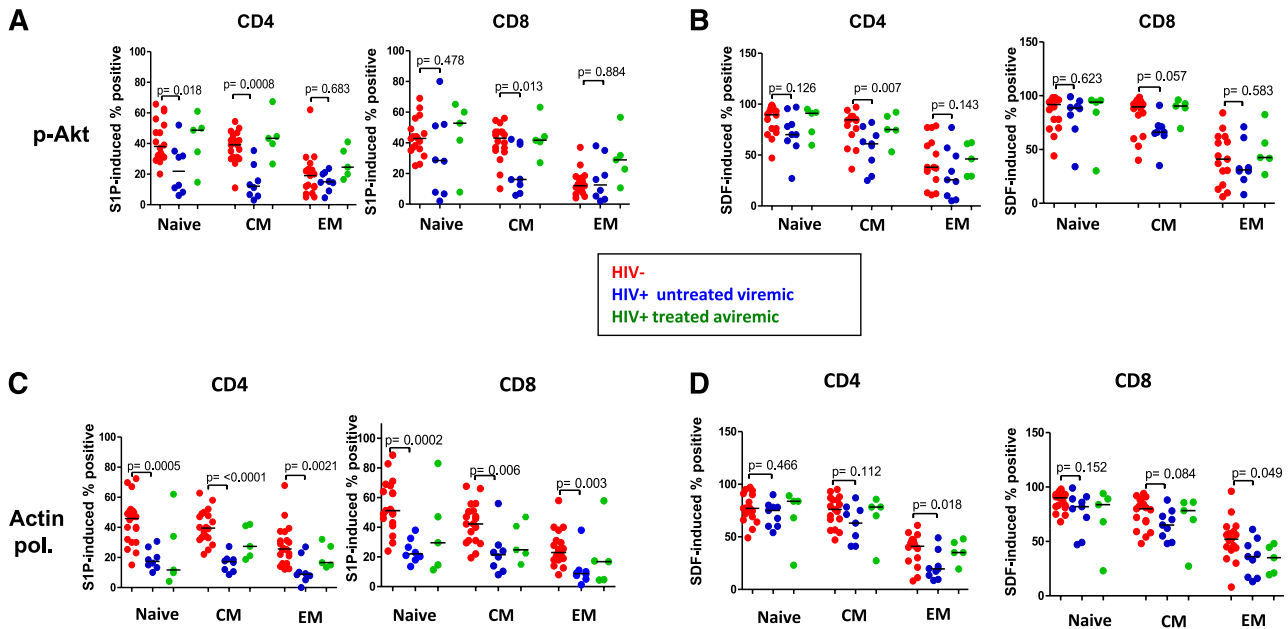 A
CD4
CD8
p-Akt
S1P-induced % positive
100
80
60
40
20
0
p= 0.018
p= 0.0008
p= 0.683
Naive CM EM
S1P-induced % positive
100
80
60
40
20
0
p= 0.478
p= 0.013
p= 0.884
Naive CM EM
B
CD4
CD8
SDF-induced % positive
150
100
50
0
p= 0.126
p= 0.007
p= 0.143
Naive CM EM
SDF-induced % positive
150
100
50
0
p= 0.623
p= 0.057
p= 0.583
Naive CM EM
HIV-
HIV+ untreated viremic
HIV+ treated aviremic
C
CD4
CD8
Actin
pol.
S1P-induced % positive
100
80
60
40
20
0
p= 0.0005
p= <0.0001
p= 0.0021
Naive CM EM
S1P-induced % positive
100
80
60
40
20
0
p= 0.0002
p= 0.006
p= 0.003
Naive CM EM
D
CD4
CD8
SDF-induced % positive
150
100
50
0
p= 0.466
p= 0.112
p= 0.018
Naive CM EM
SDF-induced % positive
150
100
50
0
p= 0.152
p= 0.084
p= 0.049
Naive CM EM